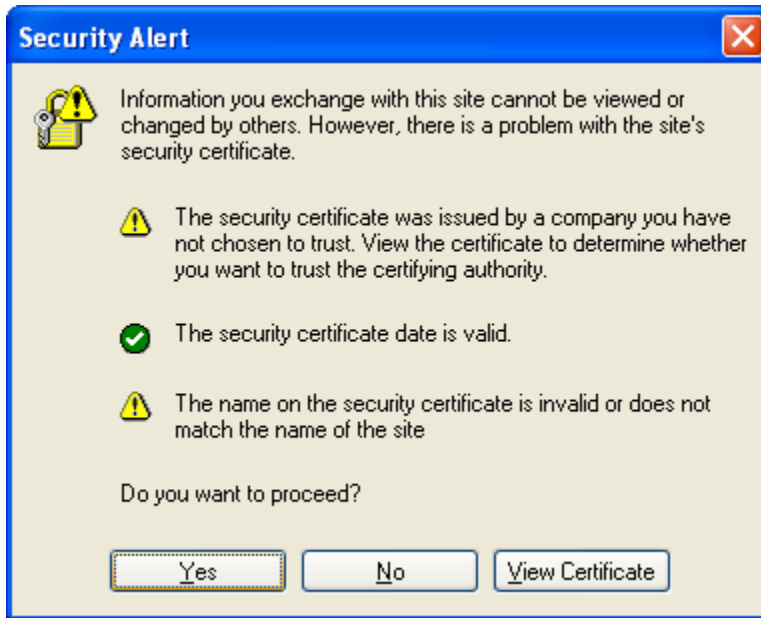 Security Alert
Information you exchange with this site cannot be viewed or
changed by others. However, there is a problem with the site's
security certificate.
The security certificate was issued by a company you have
not chosen to trust. View the certificate to determine whether
you want to trust the certifying authority.
The security certificate date is valid.
The name on the security certificate is invalid or does not
match the name of the site
Do you want to proceed?
Yes
No
View Certificate